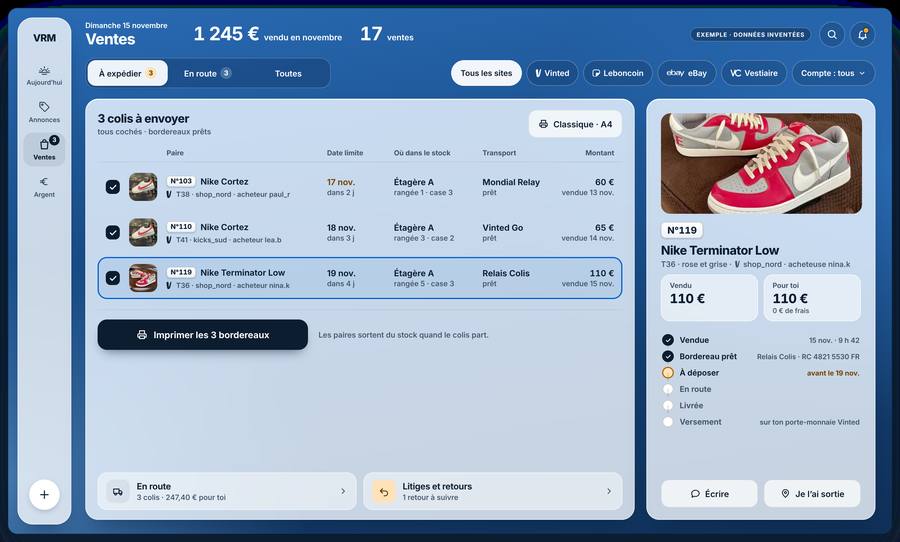 VRM
Aujourd'hui
Annonces
3
Ventes
Argent
Dimanche 15 novembre
Ventes
1 245 € vendu en novembre
17 ventes
EXEMPLE · DONNÉES INVENTÉES
À expédier 3
En route 3
Toutes
Tous les sites
Vinted
Leboncoin
ebay eBay
VC Vestiaire
Compte : tous
3 colis à envoyer
tous cochés · bordereaux prêts
Classique · A4
Paire Date limite Où dans le stock Transport Montant
N°103 Nike Cortez 17 nov. Étagère A Mondial Relay 60 €
T38 · shop_nord · acheteur paul_r dans 2 j rangée 1 · case 3 prêt vendue 13 nov.
N°110 Nike Cortez 18 nov. Étagère A Vinted Go 65 €
T41 · kicks_sud · acheteur lea.b dans 3 j rangée 3 · case 2 prêt vendue 14 nov.
N°119 Nike Terminator Low 19 nov. Étagère A Relais Colis 110 €
T36 · shop_nord · acheteur nina.k dans 4 j rangée 5 · case 3 prêt vendue 15 nov.
Imprimer les 3 bordereaux
Les paires sortent du stock quand le colis part.
En route
3 colis · 247,40 € pour toi
Litiges et retours
1 retour à suivre
N°119
Nike Terminator Low
T36 · rose et grise · shop_nord · acheteuse nina.k
Vendu
110 €
Pour toi
110 €
0 € de frais
Vendue 15 nov. · 9 h 42
Bordereau prêt Relais Colis · RC 4821 5530 FR
À déposer avant le 19 nov.
En route
Livrée
Versement sur ton porte-monnaie Vinted
Écrire
Je l'ai sortie